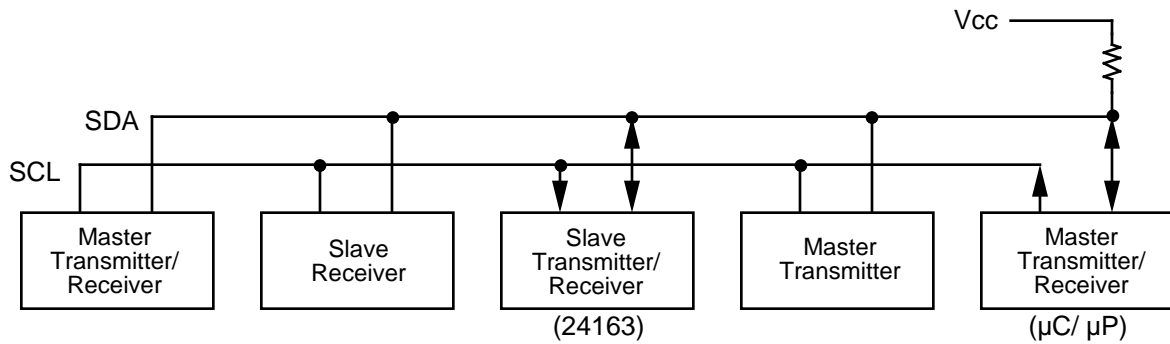 Vcc
SDA
SCL
Master
Transmitter/
Receiver
Slave
Receiver
Slave
Transmitter/
Receiver
(24163)
Master
Transmitter
Master
Transmitter/
Receiver
(µC/ µP)